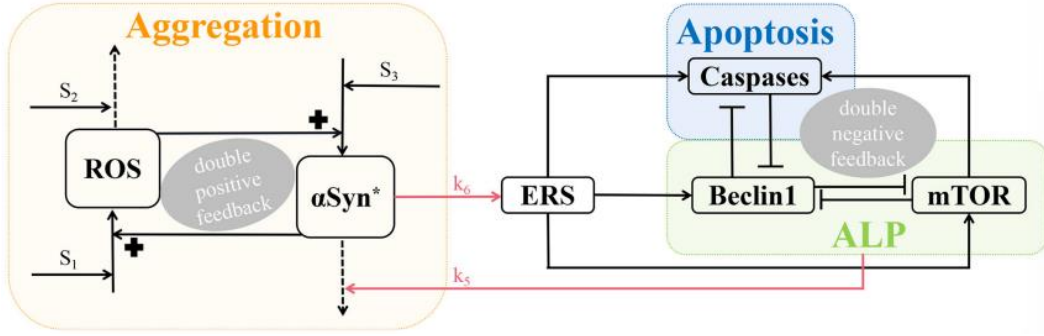 Aggregation
S₂
S₃
ROS
double
positive
feedback
αSyn*
S₁
k₆
k₅
ERS
Apoptosis
Caspases
double
negative
feedback
Beclin1
mTOR
ALP